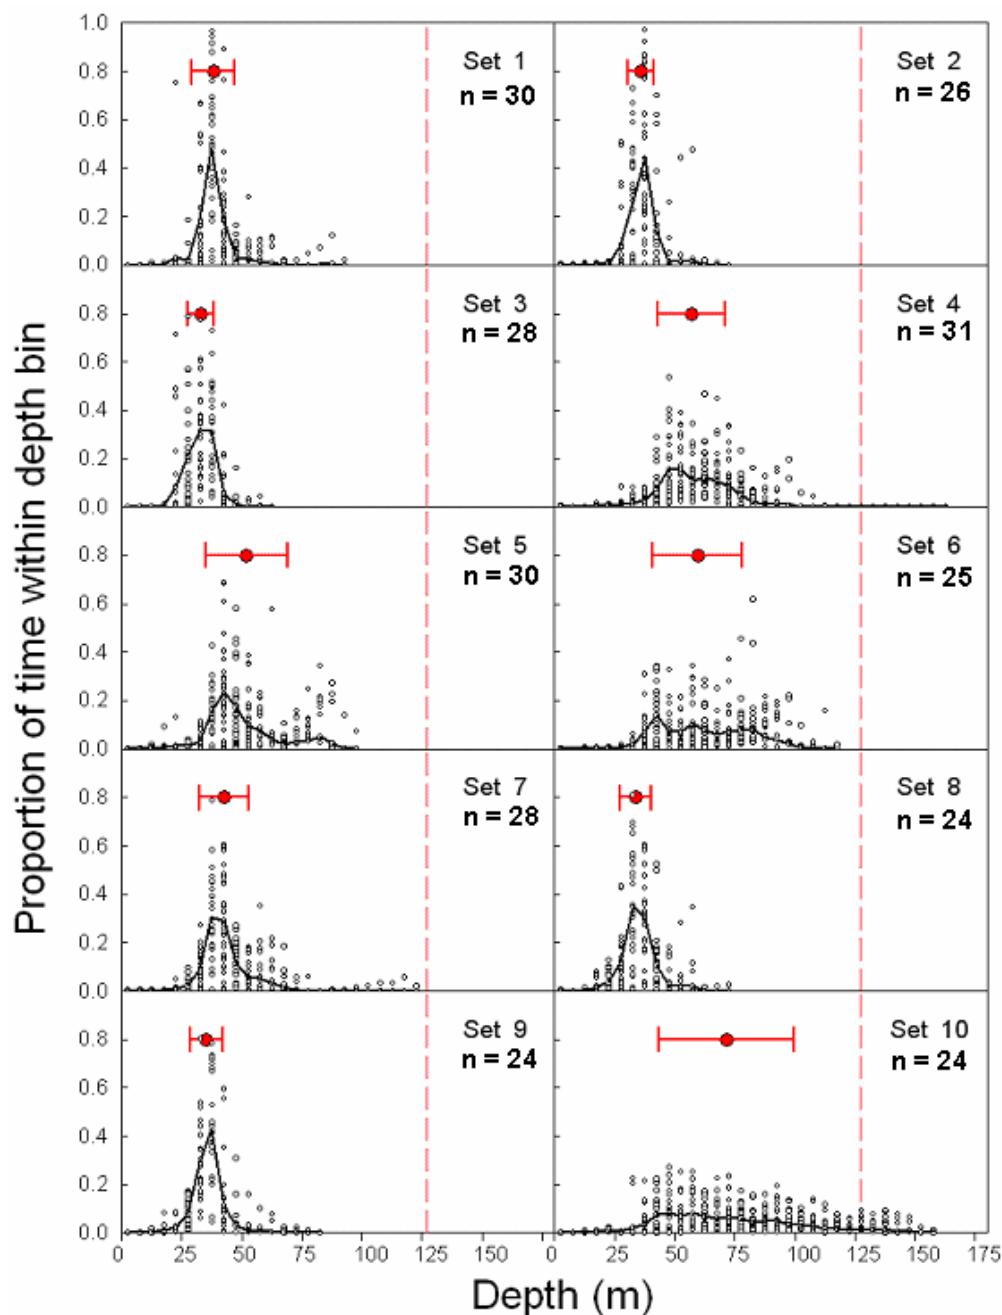 1.0
0.8
0.6
0.4
0.2
0.0
Set 1
n = 30
Set 2
n = 26
0.8
0.6
0.4
0.2
0.0
Set 3
n = 28
Set 4
n = 31
0.8
0.6
0.4
0.2
0.0
Set 5
n = 30
Set 6
n = 25
0.8
0.6
0.4
0.2
0.0
Set 7
n = 28
Set 8
n = 24
0.8
0.6
0.4
0.2
0.0
Set 9
n = 24
Set 10
n = 24
Proportion of time within depth bin
0 25 50 75 100 125 150 0 25 50 75 100 125 150 175
Depth (m)